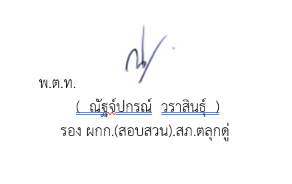 พ.ต.ท.
( ณัฐจ์ปกรณ์ วราสินธุ์ )
รอง ผกก.(สอบสวน).สภ.ตลุกดู่